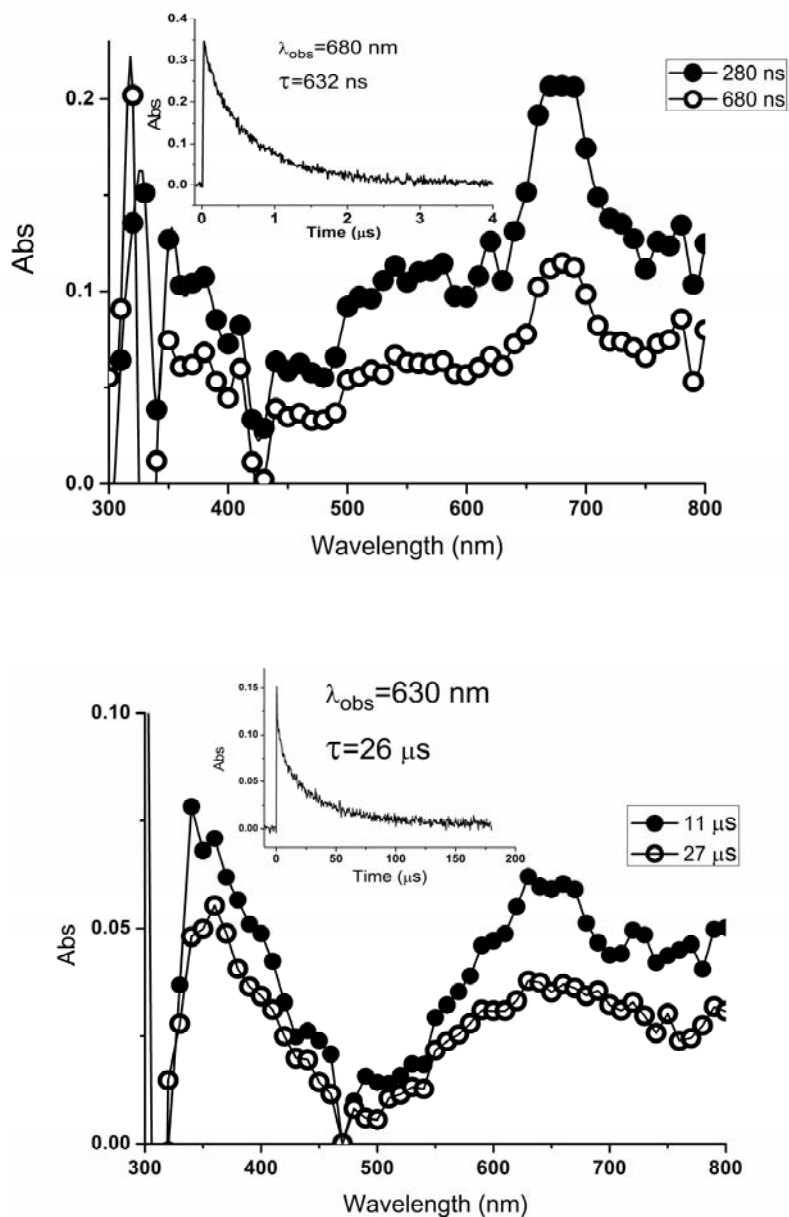 0.4
λobs=680 nm
0.3
τ=632 ns
Abs
0.2
0.1
0.0
0 1 2 3 4
Time (μs)
280 ns
680 ns
0.2
Abs
0.1
0.0
300 400 500 600 700 800
Wavelength (nm)
0.15
λobs=630 nm
0.10
Abs
τ=26 μs
0.05
0.00
0 50 100 150 200
Time (μs)
11 μS
27 μS
0.10
Abs
0.05
0.00
300 400 500 600 700 800
Wavelength (nm)